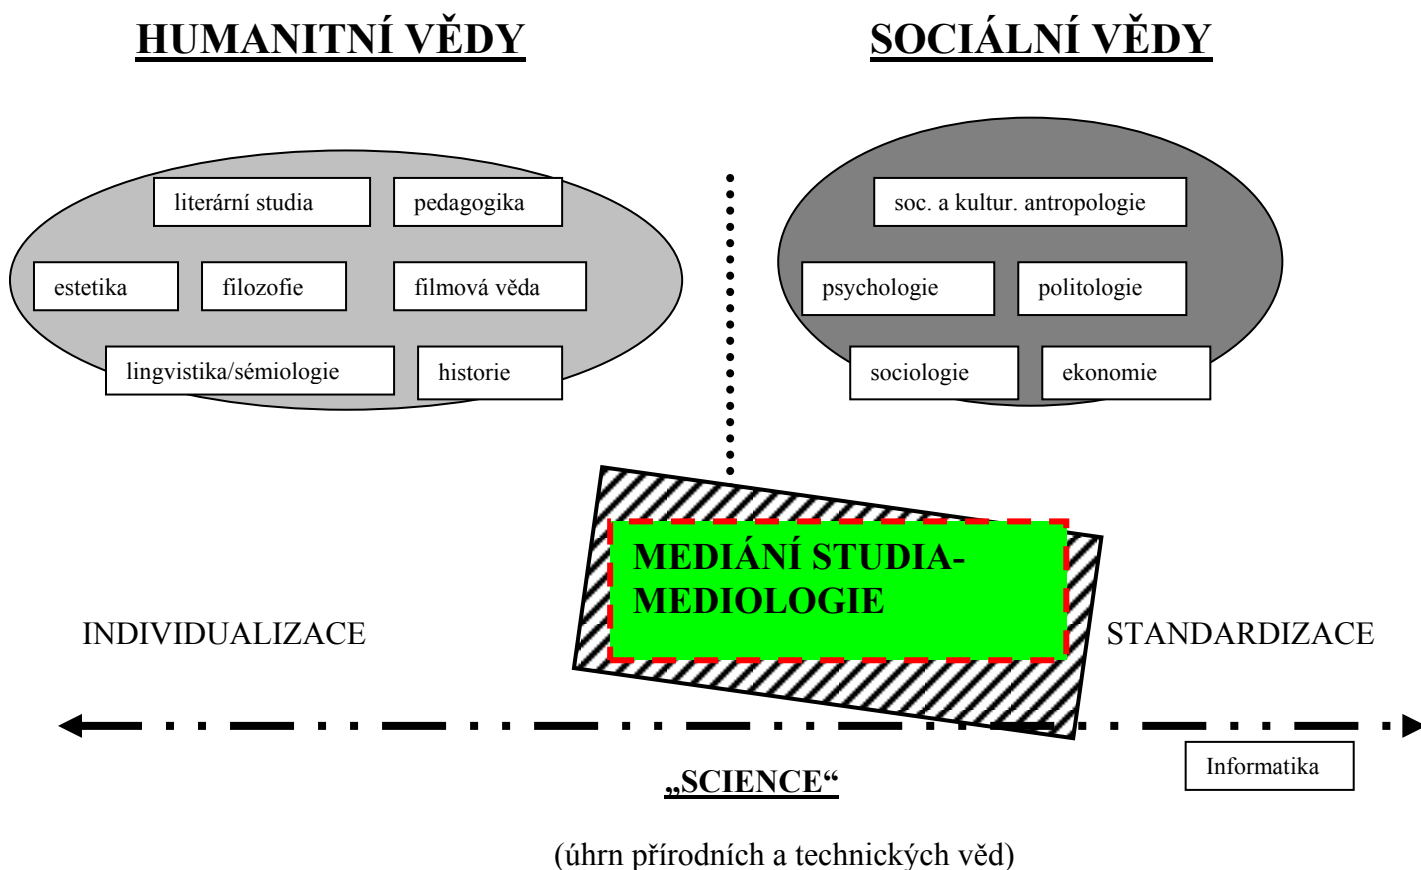 HUMANITNÍ VĚDY
SOCIÁLNÍ VĚDY
literární studia
pedagogika
soc. a kultur. antropologie
estetika
filozofie
filmová věda
psychologie
politologie
lingvistika/sémiologie
historie
sociologie
ekonomie
MEDIÁNÍ STUDIA-
MEDIOLOGIE
INDIVIDUALIZACE
STANDARDIZACE
Informatika
„SCIENCE“
(úhrn přírodních a technických věd)